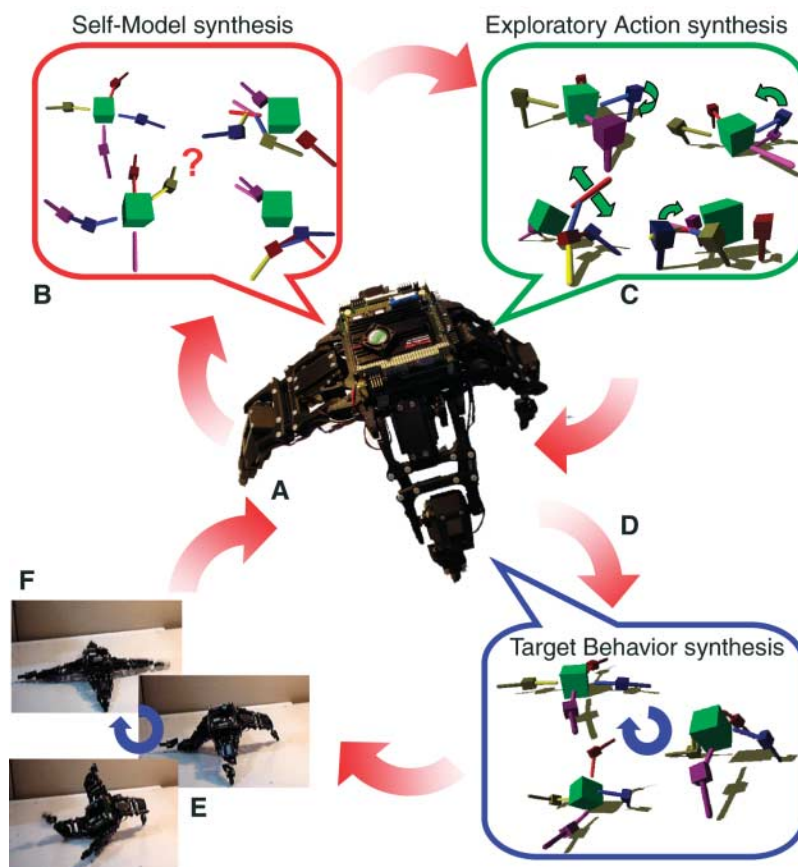 Self-Model synthesis
Exploratory Action synthesis
?
B
C
A
D
F
Target Behavior synthesis
E